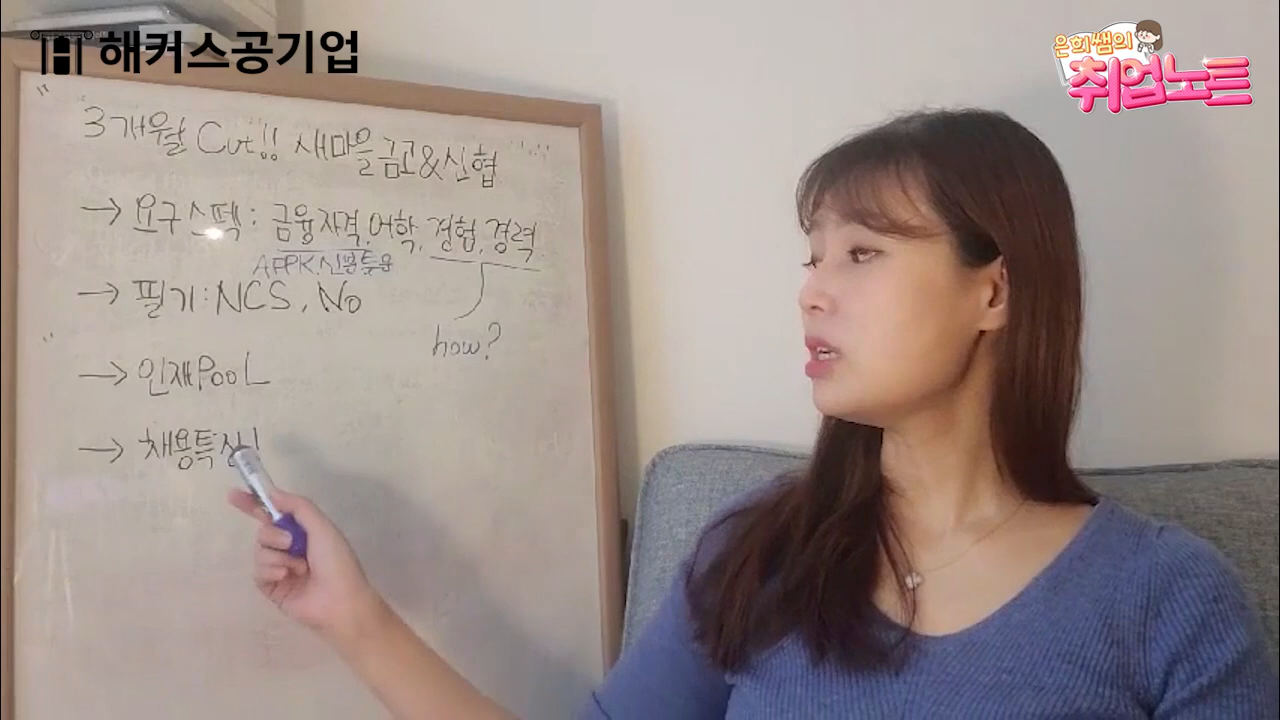 해커스공기업
은희쌤의
취업노트
3개월 Cut!! 새마을금고&신협
→ 요구스펙: 금융자격, 어학, 경험, 경력
AFPK, 신용투운
→ 필기: NCS, No
how?
→ 인재PooL
→ 채용특성